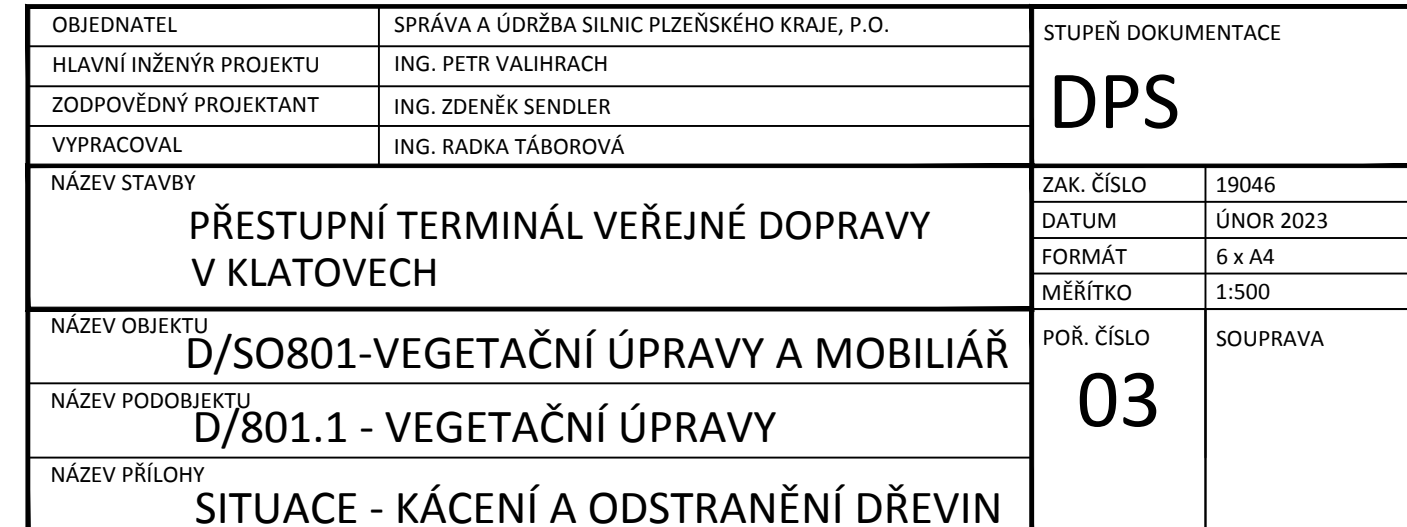 OBJEDNATEL SPRÁVA A ÚDRŽBA SILNIC PLZEŇSKÉHO KRAJE, P.O.
HLAVNÍ INŽENÝR PROJEKTU ING. PETR VALIHRACH
ZODPOVĚDNÝ PROJEKTANT ING. ZDENĚK SENDLER
VYPRACOVAL ING. RADKA TÁBOROVÁ
STUPEŇ DOKUMENTACE
DPS
NÁZEV STAVBY
PŘESTUPNÍ TERMINÁL VEŘEJNÉ DOPRAVY
V KLATOVECH
ZAK. ČÍSLO 19046
DATUM ÚNOR 2023
FORMÁT 6 x A4
MĚŘÍTKO 1:500
NÁZEV OBJEKTU
D/SO801-VEGETAČNÍ ÚPRAVY A MOBILIÁŘ
NÁZEV PODOBJEKTU
D/801.1 - VEGETAČNÍ ÚPRAVY
NÁZEV PŘÍLOHY
SITUACE - KÁCENÍ A ODSTRANĚNÍ DŘEVIN
POŘ. ČÍSLO SOUPRAVA
03